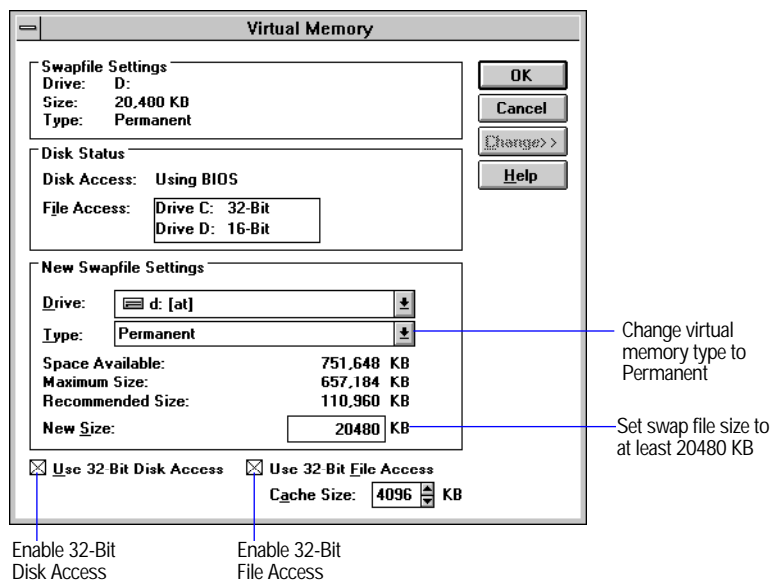 Virtual Memory
Swapfile Settings
Drive: D:
Size: 20,480 KB
Type: Permanent
OK
Cancel
Change>>
Help
Disk Status
Disk Access: Using BIOS
File Access: Drive C: 32-Bit
Drive D: 16-Bit
New Swapfile Settings
Drive: d: [at]
Type: Permanent
Space Available: 751,648 KB
Maximum Size: 657,184 KB
Recommended Size: 110,960 KB
New Size: 20480 KB
Use 32-Bit Disk Access
Use 32-Bit File Access
Cache Size: 4096 KB
Change virtual
memory type to
Permanent
Set swap file size to
at least 20480 KB
Enable 32-Bit
Disk Access
Enable 32-Bit
File Access